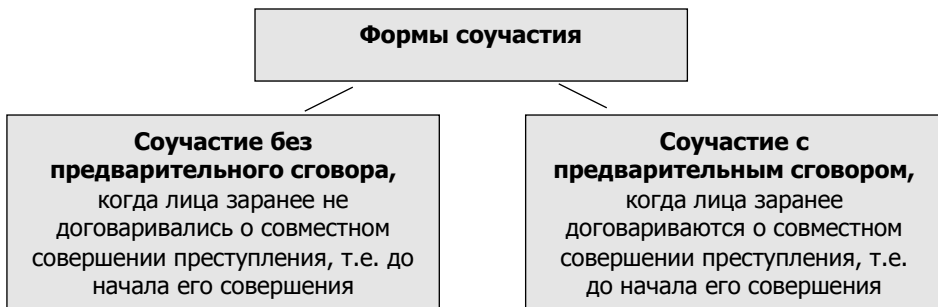 Формы соучастия
Соучастие без
предварительного сговора,
когда лица заранее не
договаривались о совместном
совершении преступления, т.е. до
начала его совершения
Соучастие с
предварительным сговором,
когда лица заранее
договариваются о совместном
совершении преступления, т.е.
до начала его совершения